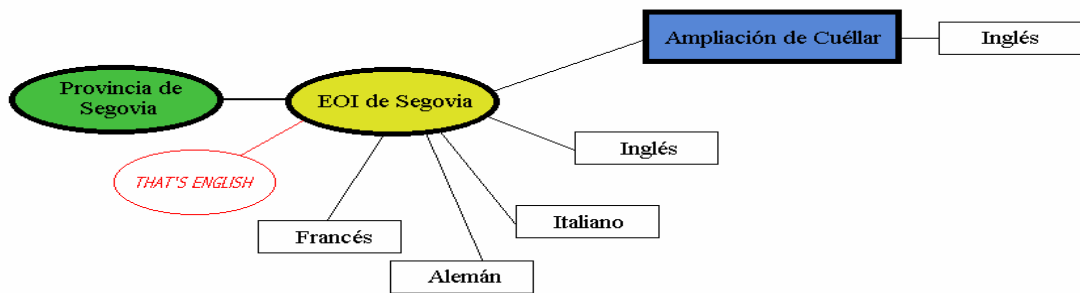 Ampliación de Cuéllar
Inglés
Provincia de
Segovia
EOI de Segovia
Inglés
THAT'S ENGLISH
Italiano
Francés
Alemán